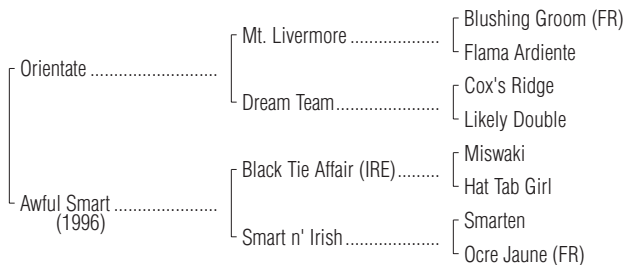 Blushing Groom (FR)
Mt. Livermore ....................
Flama Ardiente
Orientate ............................
Cox's Ridge
Dream Team.......................
Likely Double
Miswaki
Black Tie Affair (IRE).........
Hat Tab Girl
Awful Smart .......................
(1996)
Smarten
Smart n' Irish.....................
Ocre Jaune (FR)